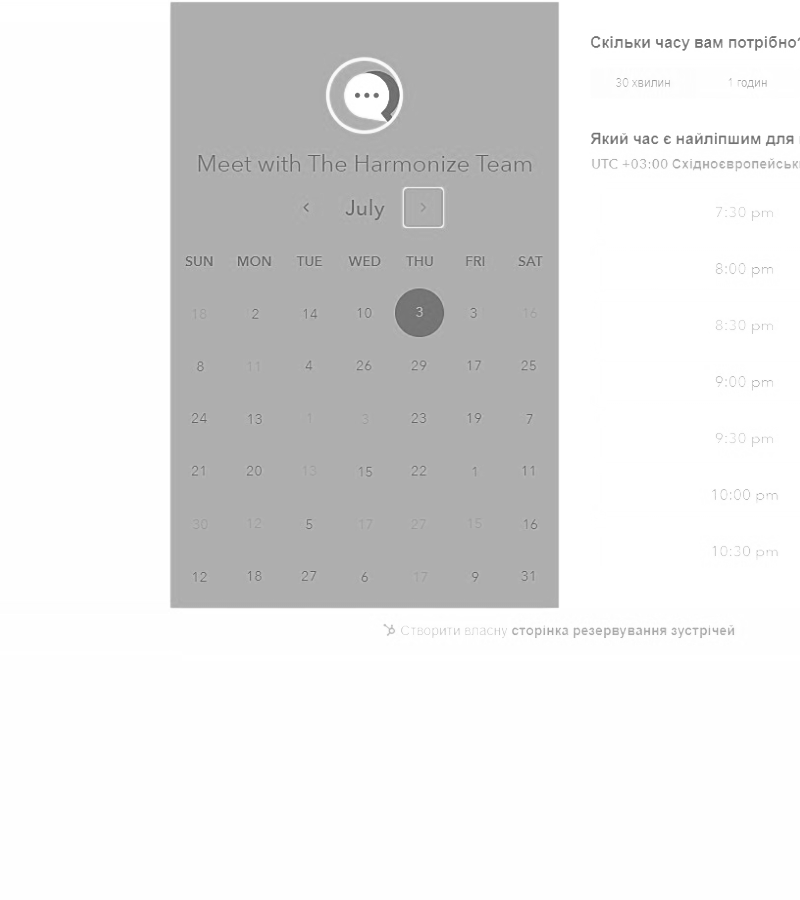 Meet with The Harmonize Team
July
SUN MON TUE WED THU FRI SAT
18 2 14 10 3 3 16
8 11 4 26 29 17 25
24 13 1 3 23 19 7
21 20 13 15 22 1 11
30 12 5 17 27 15 16
12 18 27 6 17 9 31
Скільки часу вам потрібно?
30 хвилин 1 годин
Який час є найліпшим для
UTC +03:00
7:30 pm
8:00 pm
8:30 pm
9:00 pm
9:30 pm
10:00 pm
10:30 pm
Створити власну сторінка резервування зустрічей